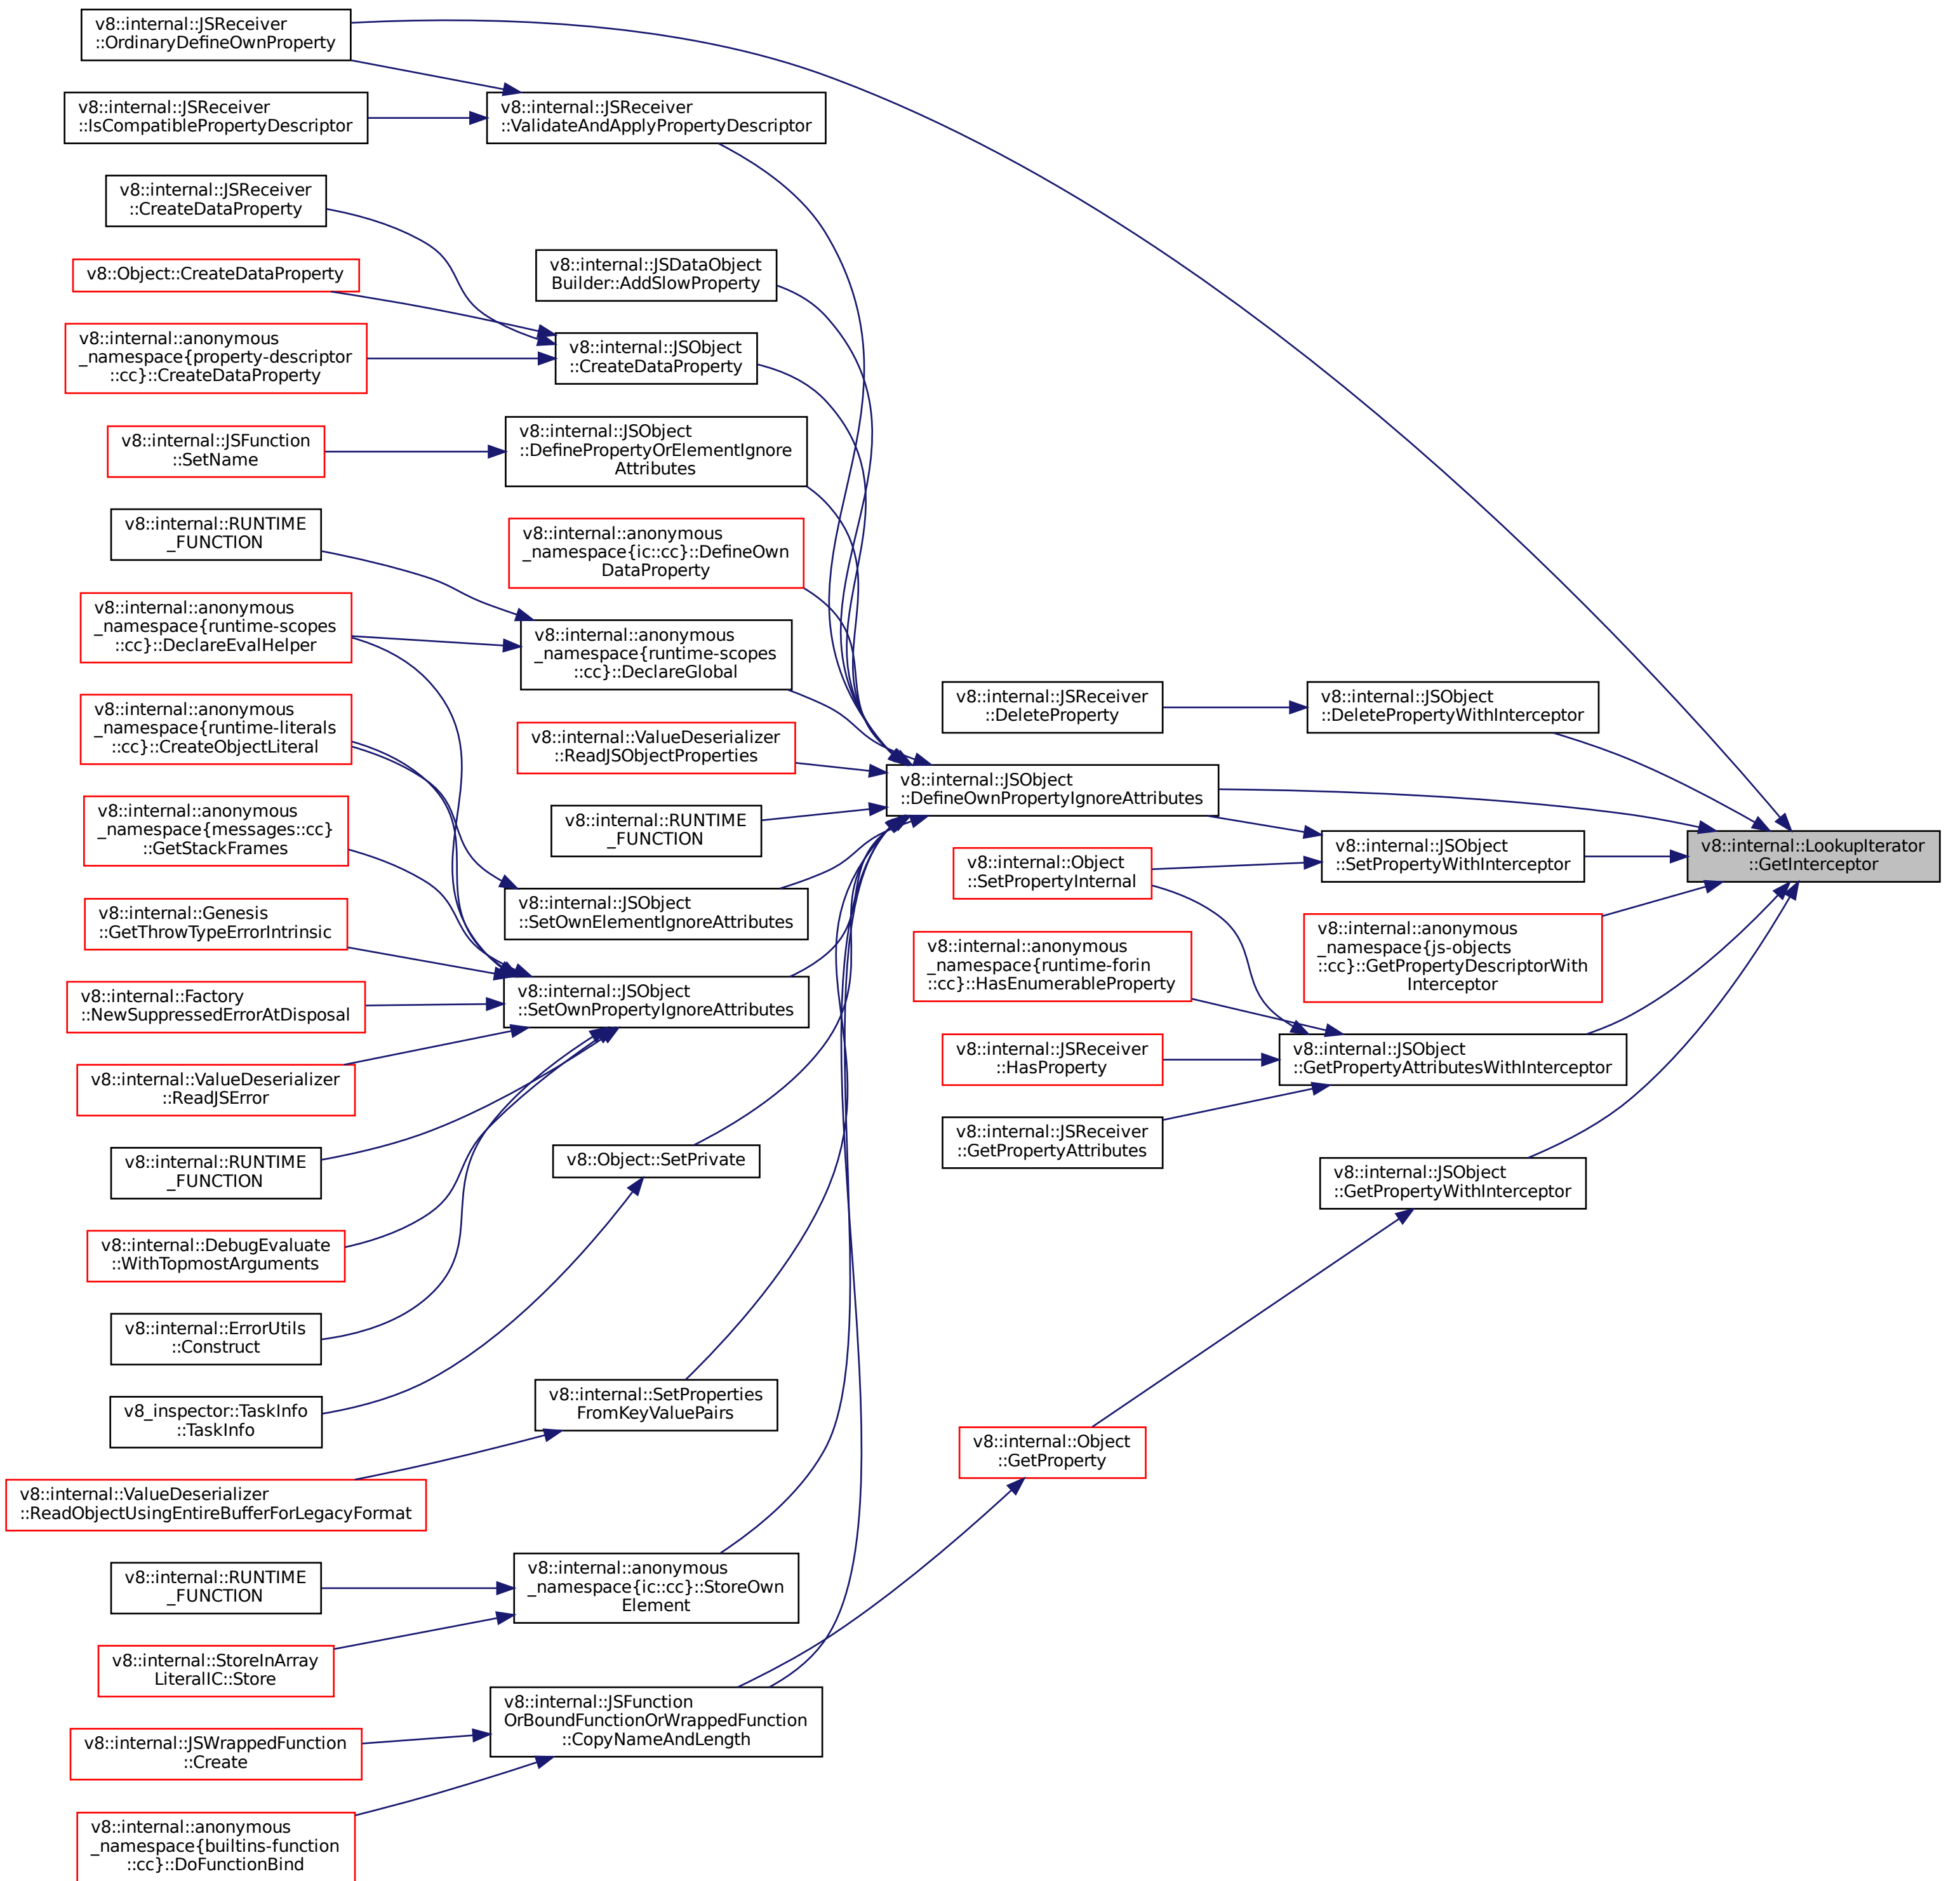 v8::internal::JSReceiver
::OrdinaryDefineOwnProperty
v8::internal::JSReceiver
::IsCompatiblePropertyDescriptor
v8::internal::JSReceiver
::ValidateAndApplyPropertyDescriptor
v8::internal::JSReceiver
::CreateDataProperty
v8::Object::CreateDataProperty
v8::internal::JSDataObject
Builder::AddSlowProperty
v8::internal::anonymous
_namespace{property-descriptor
::cc}::CreateDataProperty
v8::internal::JSObject
::CreateDataProperty
v8::internal::JSFunction
::SetName
v8::internal::JSObject
::DefinePropertyOrElementIgnore
Attributes
v8::internal::RUNTIME
_FUNCTION
v8::internal::anonymous
_namespace{ic::cc}::DefineOwn
DataProperty
v8::internal::anonymous
_namespace{runtime-scopes
::cc}::DeclareEvalHelper
v8::internal::anonymous
_namespace{runtime-scopes
::cc}::DeclareGlobal
v8::internal::JSReceiver
::DeleteProperty
v8::internal::JSObject
::DeletePropertyWithInterceptor
v8::internal::anonymous
_namespace{runtime-literals
::cc}::CreateObjectLiteral
v8::internal::ValueDeserializer
::ReadJSObjectProperties
v8::internal::JSObject
::DefineOwnPropertyIgnoreAttributes
v8::internal::anonymous
_namespace{messages::cc}
::GetStackFrames
v8::internal::RUNTIME
_FUNCTION
v8::internal::Object
::SetPropertyInternal
v8::internal::JSObject
::SetPropertyWithInterceptor
v8::internal::LookupIterator
::GetInterceptor
v8::internal::Genesis
::GetThrowTypeErrorIntrinsic
v8::internal::JSObject
::SetOwnElementIgnoreAttributes
v8::internal::anonymous
_namespace{runtime-forin
::cc}::HasEnumerableProperty
v8::internal::anonymous
_namespace{js-objects
::cc}::GetPropertyDescriptorWith
Interceptor
v8::internal::Factory
::NewSuppressedErrorAtDisposal
v8::internal::JSObject
::SetOwnPropertyIgnoreAttributes
v8::internal::JSReceiver
::HasProperty
v8::internal::JSObject
::GetPropertyAttributesWithInterceptor
v8::internal::ValueDeserializer
::ReadJSError
v8::internal::JSReceiver
::GetPropertyAttributes
v8::internal::RUNTIME
_FUNCTION
v8::Object::SetPrivate
v8::internal::JSObject
::GetPropertyWithInterceptor
v8::internal::DebugEvaluate
::WithTopmostArguments
v8::internal::ErrorUtils
::Construct
v8_inspector::TaskInfo
::TaskInfo
v8::internal::SetProperties
FromKeyValuePairs
v8::internal::Object
::GetProperty
v8::internal::ValueDeserializer
::ReadObjectUsingEntireBufferForLegacyFormat
v8::internal::RUNTIME
_FUNCTION
v8::internal::anonymous
_namespace{ic::cc}::StoreOwn
Element
v8::internal::StoreInArray
LiteralIC::Store
v8::internal::JSFunction
OrBoundFunctionOrWrappedFunction
::CopyNameAndLength
v8::internal::JSWrappedFunction
::Create
v8::internal::anonymous
_namespace{builtins-function
::cc}::DoFunctionBind